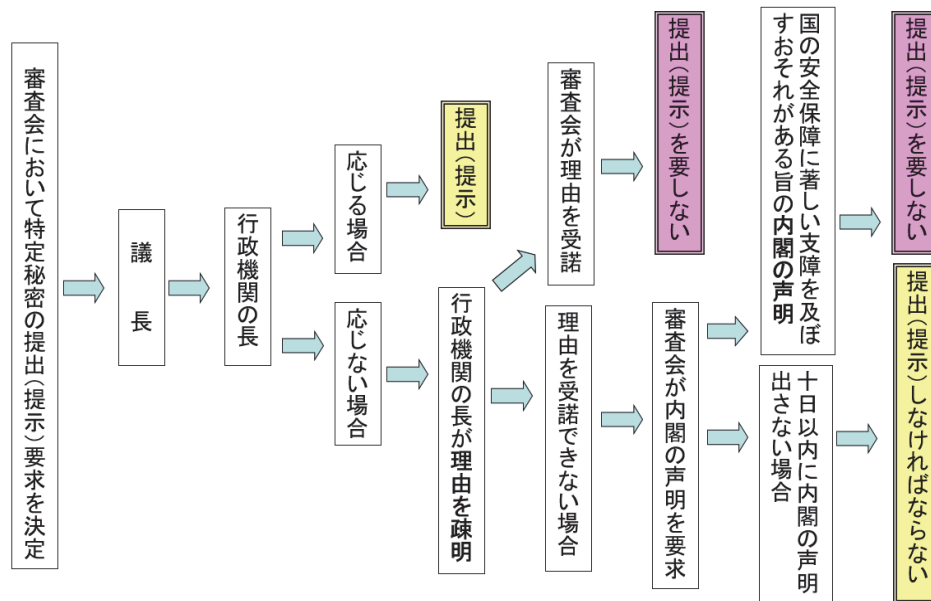 審査会において特定秘密の提出（提示）要求を決定
議長
行政機関の長
応じる場合
提出（提示）
応じない場合
行政機関の長が理由を疎明
審査会が理由を受諾
提出（提示）を要しない
理由を受諾できない場合
審査会が内閣の声明を要求
国の安全保障に著しい支障を及ぼ
すおそれがある旨の内閣の声明
提出（提示）を要しない
十日以内に内閣の声明
出さない場合
提出（提示）しなければならない